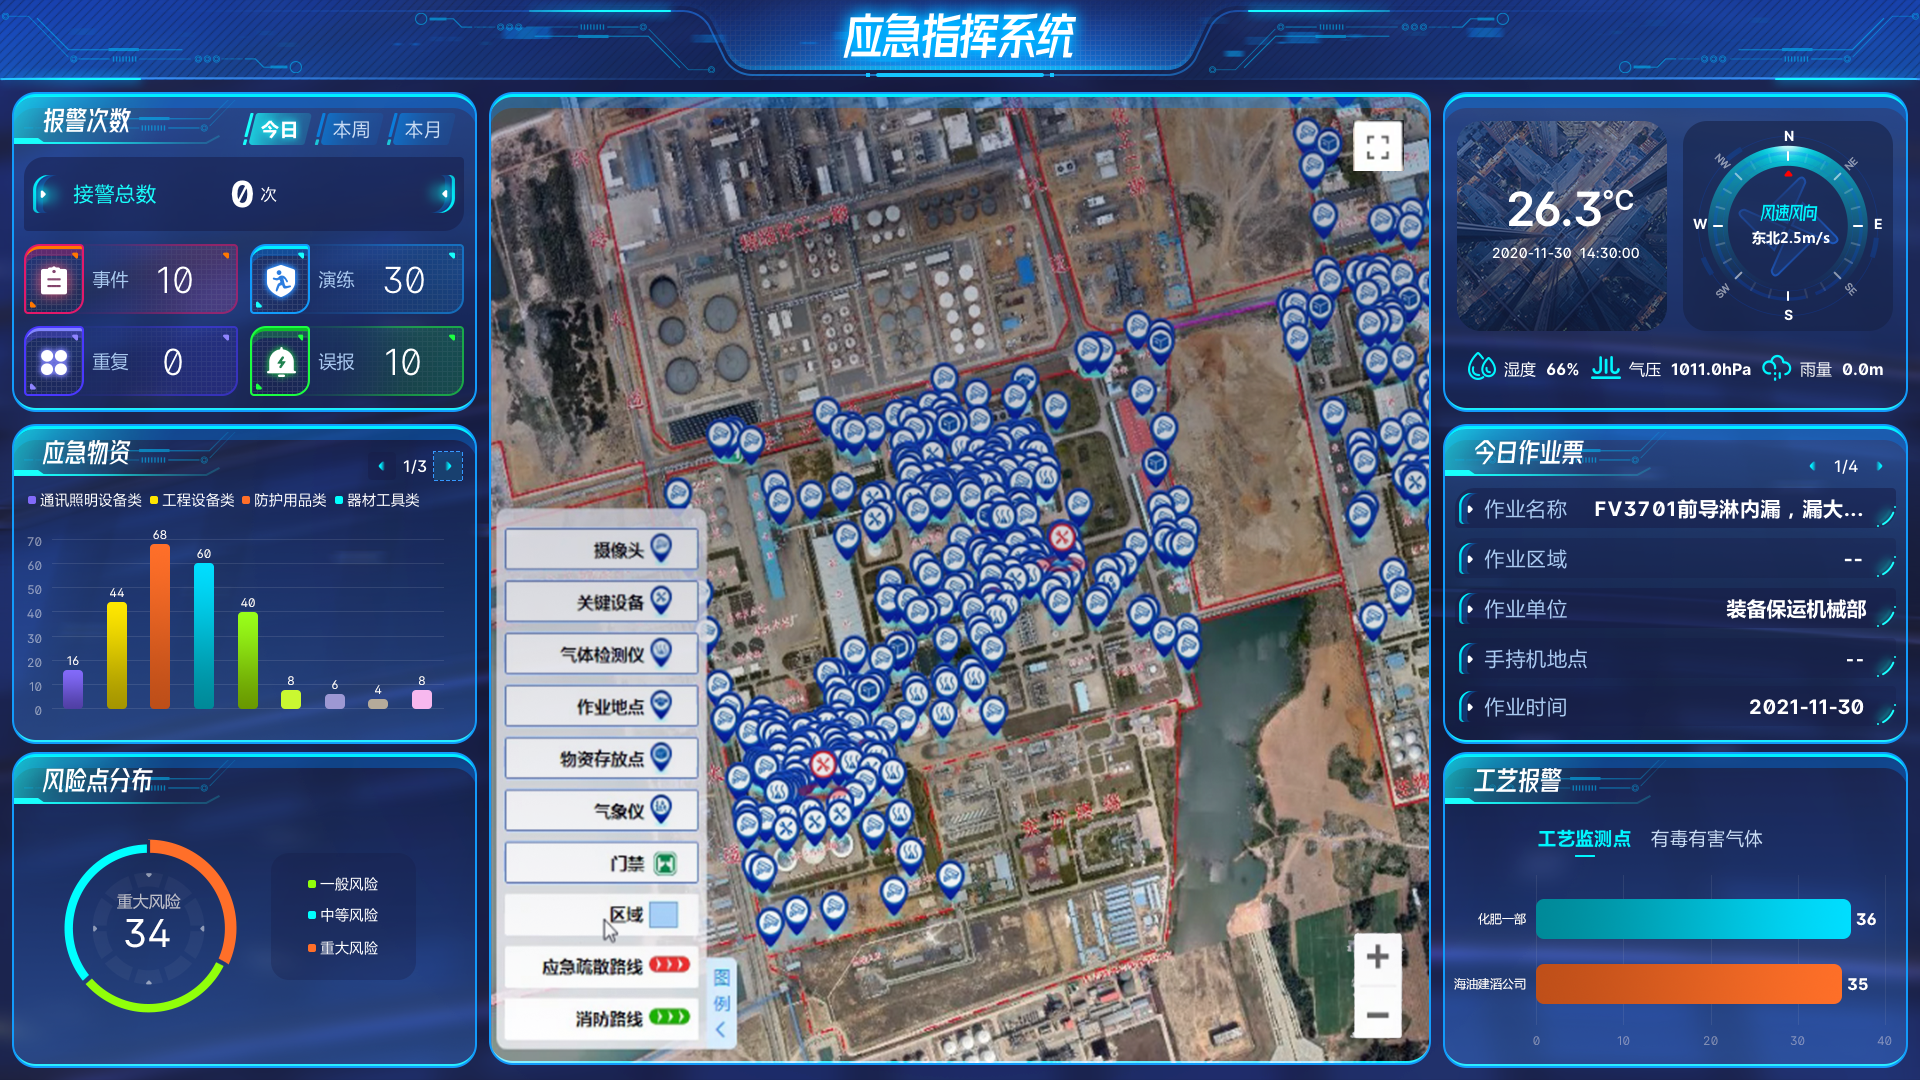 应急指挥系统
报警次数
今日
本周
本月
接警总数
0 次
事件 10
演练 30
重复 0
误报 10
应急物资
1/3
通讯照明设备类 工程设备类 防护用品类 器材工具类
70
60
50
40
30
20
10
0
16
44
68
60
40
8
6
4
8
风险点分布
重大风险
34
一般风险
中等风险
重大风险
摄像头
关键设备
气体检测仪
作业地点
物资存放点
气象仪
门禁
区域
应急疏散路线
消防路线
图例
26.3°C
2020-11-30 14:30:00
N
NE
E
SE
S
SW
W
NW
风速风向
东北2.5m/s
湿度 66%
气压 1011.0hPa
雨量 0.0m
今日作业票
1/4
作业名称 FV3701前导淋内漏，漏大...
作业区域 --
作业单位 装备保运机械部
手持机地点 --
作业时间 2021-11-30
工艺报警
工艺监测点 有毒有害气体
化肥一部 36
海油建滔公司 35
0 10 20 30 40